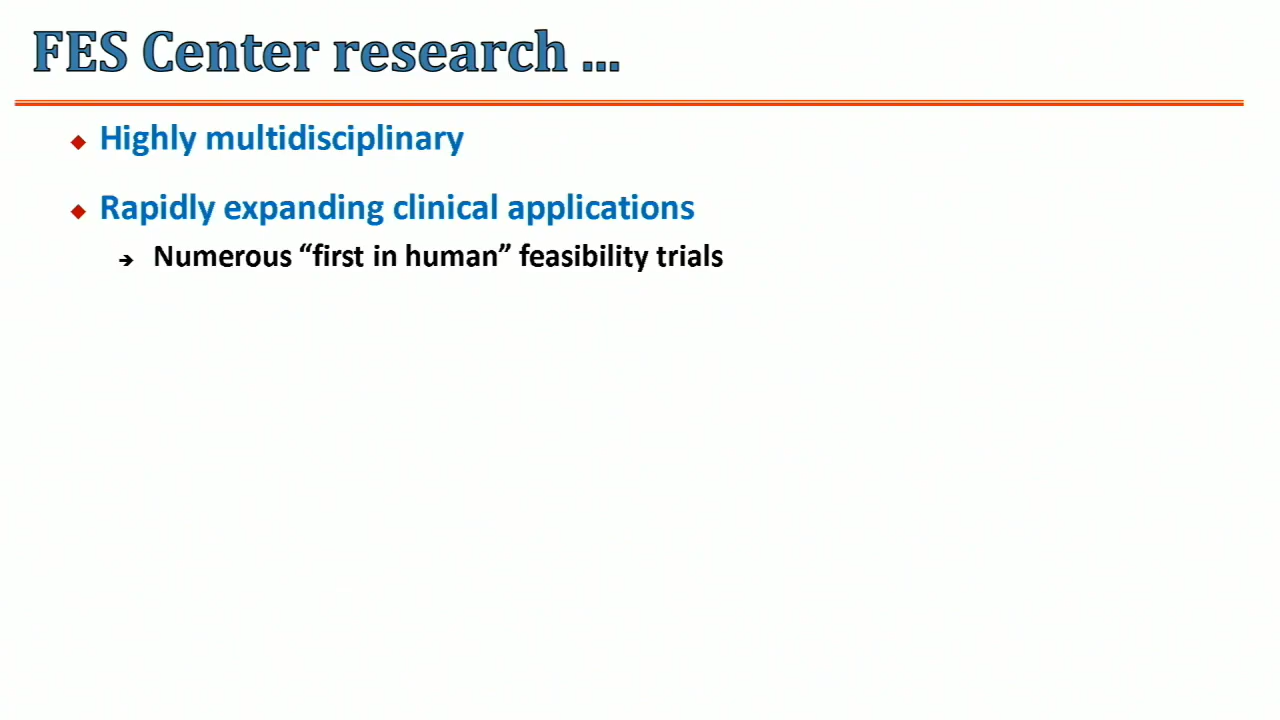 FES Center research ...
Highly multidisciplinary
Rapidly expanding clinical applications
Numerous “first in human” feasibility trials